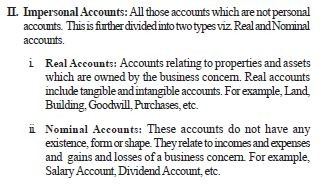 II. Impersonal Accounts: All those accounts which are not personal
accounts. This is further divided into two types viz. Real and Nominal
accounts.
i. Real Accounts: Accounts relating to properties and assets
which are owned by the business concern. Real accounts
include tangible and intangible accounts. For example, Land,
Building, Goodwill, Purchases, etc.
ii. Nominal Accounts: These accounts do not have any
existence, form or shape. They relate to incomes and expenses
and gains and losses of a business concern. For example,
Salary Account, Dividend Account, etc.